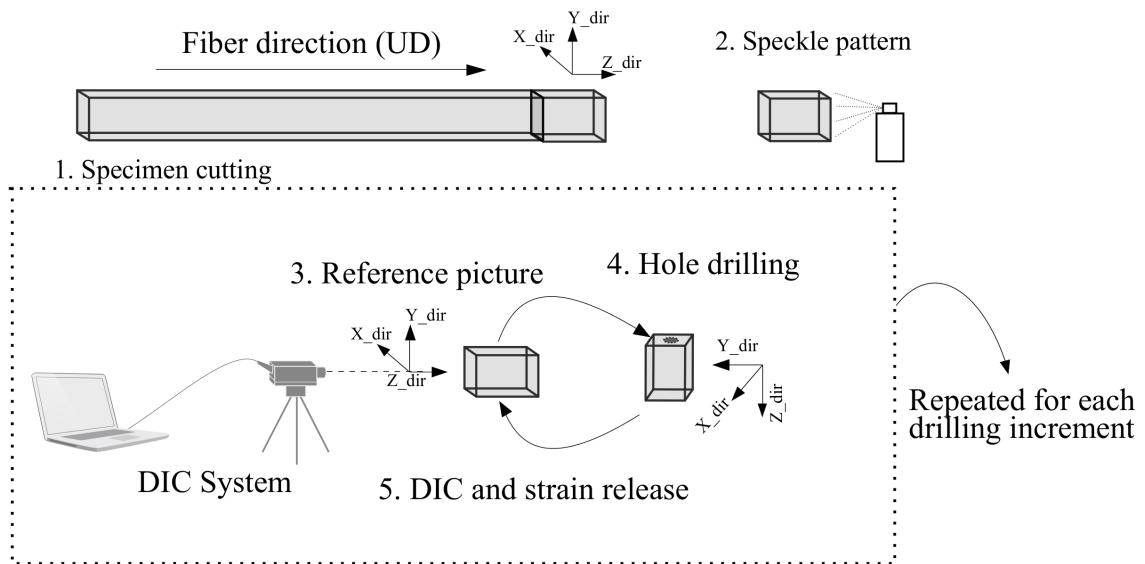 Fiber direction (UD)
Y_dir
X_dir
Z_dir
2. Speckle pattern
1. Specimen cutting
3. Reference picture
4. Hole drilling
Y_dir
X_dir
Z_dir
Y_dir
X_dir
Z_dir
Repeated for each
drilling increment
DIC System
5. DIC and strain release